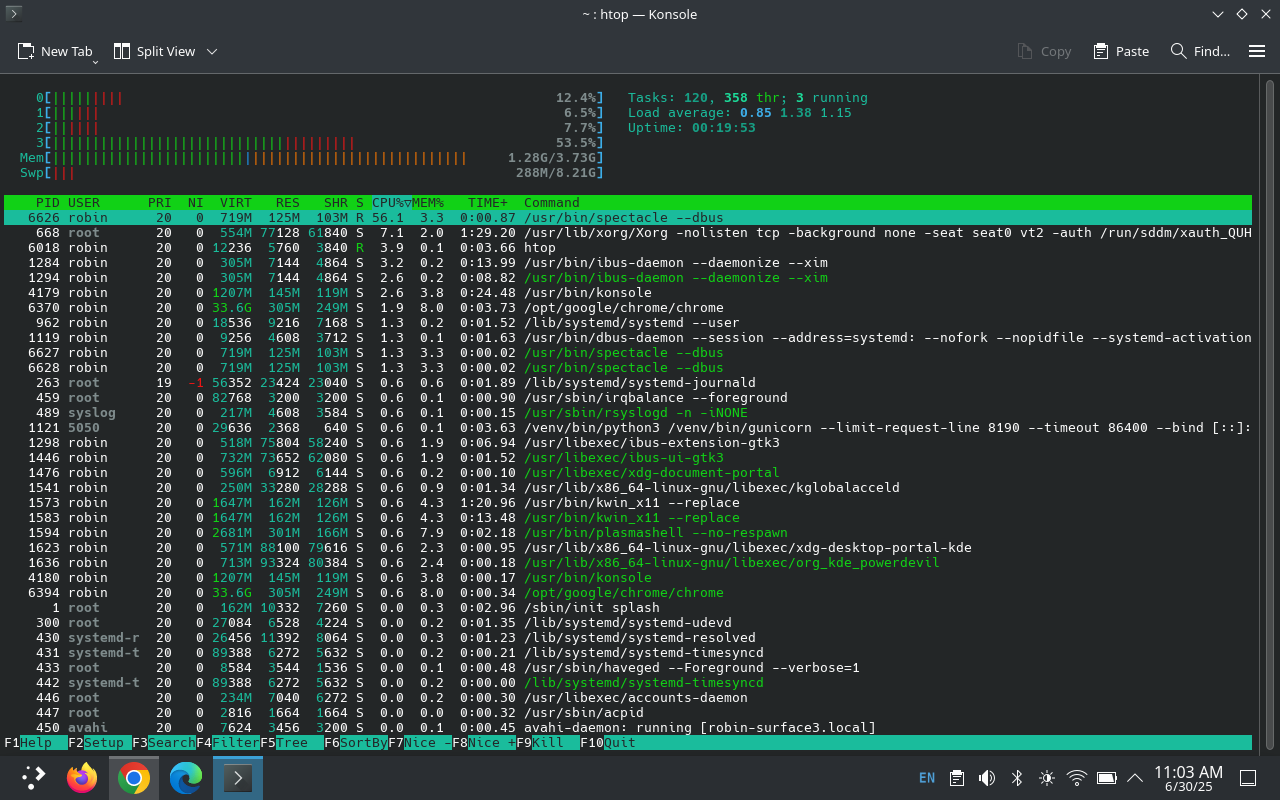 ~ : htop — Konsole
New Tab Split View Copy Paste Find...
0[||||||||| 12.4%] Tasks: 120, 358 thr; 3 running
1[|||||| 6.5%] Load average: 0.85 1.38 1.15
2[|||||| 7.7%] Uptime: 00:19:53
3[|||||||||||||||||||||||||||||||||||||| 53.5%]
Mem[|||||||||||||||||||||||||||||||||||||||||||||||||||| 1.28G/3.73G]
Swp[||| 288M/8.21G]
PID USER PRI NI VIRT RES SHR S CPU%▽MEM% TIME+ Command
6626 robin 20 0 719M 125M 103M R 56.1 3.3 0:00.87 /usr/bin/spectacle --dbus
668 root 20 0 554M 77128 61840 S 7.1 2.0 1:29.20 /usr/lib/xorg/Xorg -nolisten tcp -background none -seat seat0 vt2 -auth /run/sddm/xauth_QUH
6018 robin 20 0 12236 5760 3840 R 3.9 0.1 0:03.66 htop
1284 robin 20 0 305M 7144 4864 S 3.2 0.2 0:13.99 /usr/bin/ibus-daemon --daemonize --xim
1294 robin 20 0 305M 7144 4864 S 2.6 0.2 0:08.82 /usr/bin/ibus-daemon --daemonize --xim
4179 robin 20 0 1207M 145M 119M S 2.6 3.8 0:24.48 /usr/bin/konsole
6370 robin 20 0 33.6G 305M 249M S 1.9 8.0 0:03.73 /opt/google/chrome/chrome
962 robin 20 0 18536 9216 7168 S 1.3 0.2 0:01.52 /lib/systemd/systemd --user
1119 robin 20 0 9256 4608 3712 S 1.3 0.1 0:01.63 /usr/bin/dbus-daemon --session --address=systemd: --nofork --nopidfile --systemd-activation
6627 robin 20 0 719M 125M 103M S 1.3 3.3 0:00.02 /usr/bin/spectacle --dbus
6628 robin 20 0 719M 125M 103M S 1.3 3.3 0:00.02 /usr/bin/spectacle --dbus
263 root 19 -1 56352 23424 23040 S 0.6 0.6 0:01.89 /lib/systemd/systemd-journald
459 root 20 0 82768 3200 3200 S 0.6 0.1 0:00.90 /usr/sbin/irqbalance --foreground
489 syslog 20 0 217M 4608 3584 S 0.6 0.1 0:00.15 /usr/sbin/rsyslogd -n -iNONE
1121 5050 20 0 29636 2368 640 S 0.6 0.1 0:03.63 /venv/bin/python3 /venv/bin/gunicorn --limit-request-line 8190 --timeout 86400 --bind [::]:
1298 robin 20 0 518M 75804 58240 S 0.6 1.9 0:06.94 /usr/libexec/ibus-extension-gtk3
1446 robin 20 0 732M 73652 62080 S 0.6 1.9 0:01.52 /usr/libexec/ibus-ui-gtk3
1476 robin 20 0 596M 6912 6144 S 0.6 0.2 0:00.10 /usr/libexec/xdg-document-portal
1541 robin 20 0 250M 33280 28288 S 0.6 0.9 0:01.34 /usr/lib/x86_64-linux-gnu/libexec/kglobalacceld
1573 robin 20 0 1647M 162M 126M S 0.6 4.3 1:20.96 /usr/bin/kwin_x11 --replace
1583 robin 20 0 1647M 162M 126M S 0.6 4.3 0:13.48 /usr/bin/kwin_x11 --replace
1594 robin 20 0 2681M 301M 166M S 0.6 7.9 0:02.18 /usr/bin/plasmashell --no-respawn
1623 robin 20 0 571M 88100 79616 S 0.6 2.3 0:00.95 /usr/lib/x86_64-linux-gnu/libexec/xdg-desktop-portal-kde
1636 robin 20 0 713M 93324 80384 S 0.6 2.4 0:00.18 /usr/lib/x86_64-linux-gnu/libexec/org_kde_powerdevil
4180 robin 20 0 1207M 145M 119M S 0.6 3.8 0:00.17 /usr/bin/konsole
6394 robin 20 0 33.6G 305M 249M S 0.6 8.0 0:00.34 /opt/google/chrome/chrome
1 root 20 0 162M 10332 7260 S 0.0 0.3 0:02.96 /sbin/init splash
300 root 20 0 27084 6528 4224 S 0.0 0.2 0:01.35 /lib/systemd/systemd-udevd
430 systemd-r 20 0 26456 11392 8064 S 0.0 0.3 0:01.23 /lib/systemd/systemd-resolved
431 systemd-t 20 0 89388 6272 5632 S 0.0 0.2 0:00.21 /lib/systemd/systemd-timesyncd
433 root 20 0 8584 3544 1536 S 0.0 0.1 0:00.48 /usr/sbin/haveged --Foreground --verbose=1
442 systemd-t 20 0 89388 6272 5632 S 0.0 0.2 0:00.00 /lib/systemd/systemd-timesyncd
446 root 20 0 234M 7040 6272 S 0.0 0.2 0:00.30 /usr/libexec/accounts-daemon
447 root 20 0 2816 1664 1664 S 0.0 0.0 0:00.32 /usr/sbin/acpid
450 avahi 20 0 7624 3456 3200 S 0.0 0.1 0:00.45 avahi-daemon: running [robin-surface3.local]
F1Help F2Setup F3SearchF4FilterF5Tree F6SortByF7Nice -F8Nice +F9Kill F10Quit
EN 11:03 AM
6/30/25